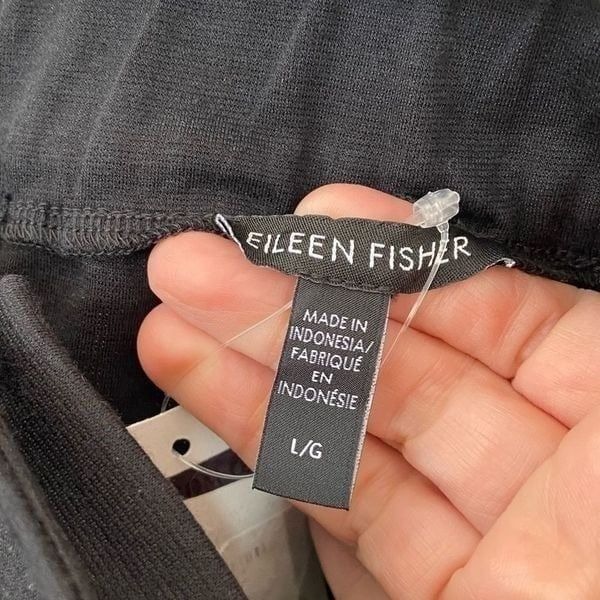 EILEEN FISHER
MADE IN
INDONESIA/
FABRIQUÉ
EN
INDONÉSIE
L/G